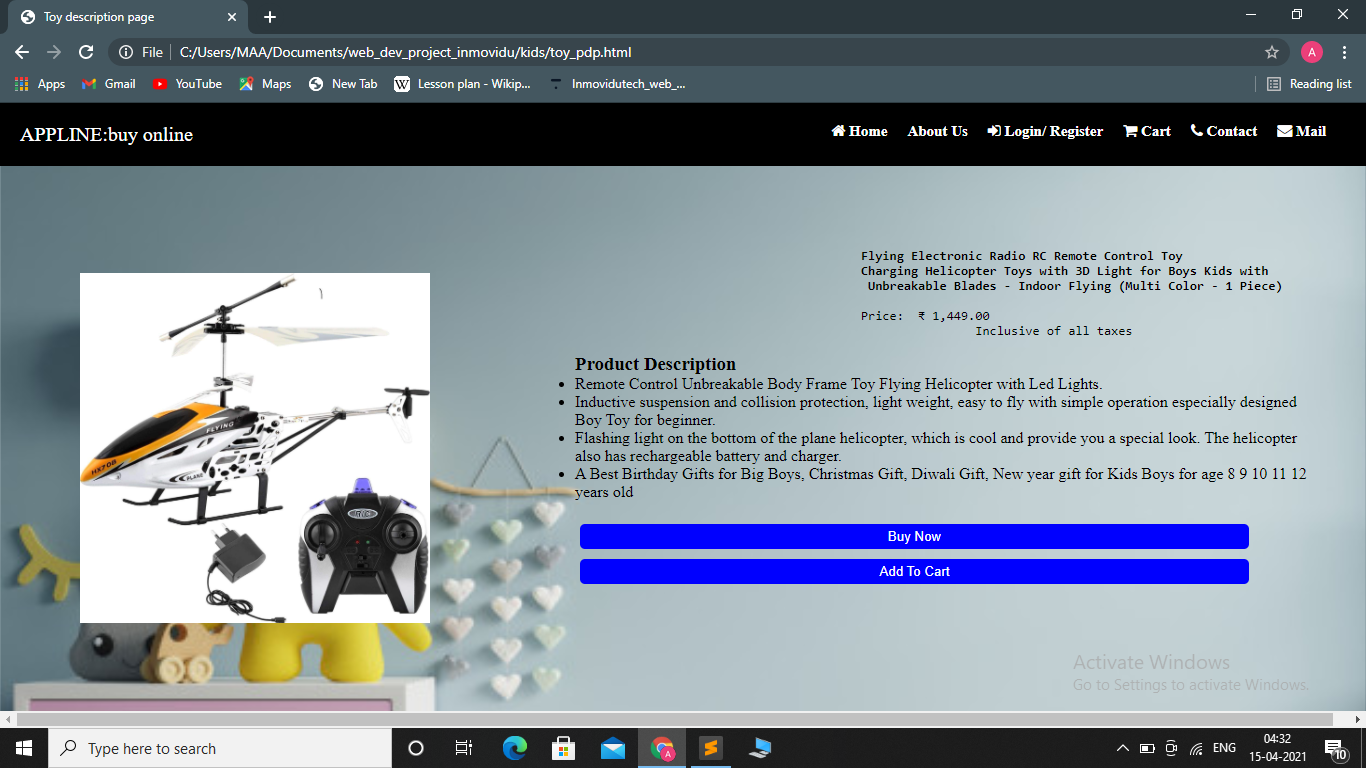 Toy description page
File
C:/Users/MAA/Documents/web_dev_project_inmovidu/kids/toy_pdp.html
A
Apps
Gmail
YouTube
Maps
New Tab
W Lesson plan - Wikip...
Inmovidutech_web_...
Reading list
APPLINE:buy online
Home
About Us
Login/ Register
Cart
Contact
Mail
Flying Electronic Radio RC Remote Control Toy
Charging Helicopter Toys with 3D Light for Boys Kids with
Unbreakable Blades - Indoor Flying (Multi Color - 1 Piece)
Price: ₹ 1,449.00
Inclusive of all taxes
FLYING
HX708
PLANE
R/C
Product Description
• Remote Control Unbreakable Body Frame Toy Flying Helicopter with Led Lights.
• Inductive suspension and collision protection, light weight, easy to fly with simple operation especially designed
Boy Toy for beginner.
• Flashing light on the bottom of the plane helicopter, which is cool and provide you a special look. The helicopter
also has rechargeable battery and charger.
• A Best Birthday Gifts for Big Boys, Christmas Gift, Diwali Gift, New year gift for Kids Boys for age 8 9 10 11 12
years old
Buy Now
Add To Cart
Activate Windows
Go to Settings to activate Windows.
Type here to search
A
ENG
04:32
15-04-2021
10